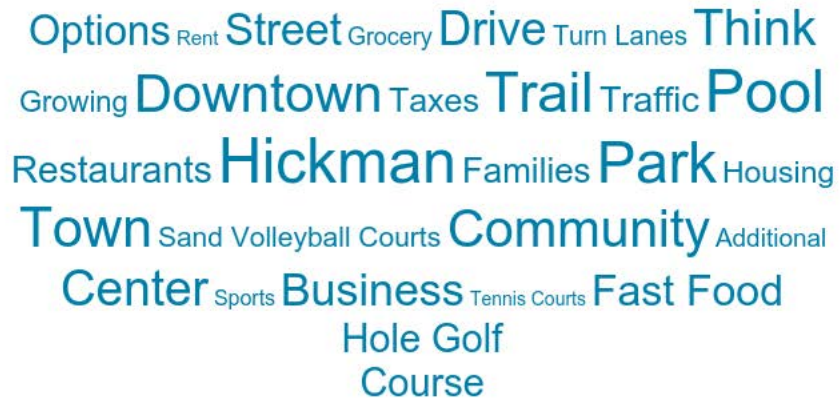 Options Rent Street Grocery Drive Turn Lanes Think
Growing Downtown Taxes Trail Traffic Pool
Restaurants Hickman Families Park Housing
Town Sand Volleyball Courts Community Additional
Center Sports Business Tennis Courts Fast Food
Hole Golf
Course